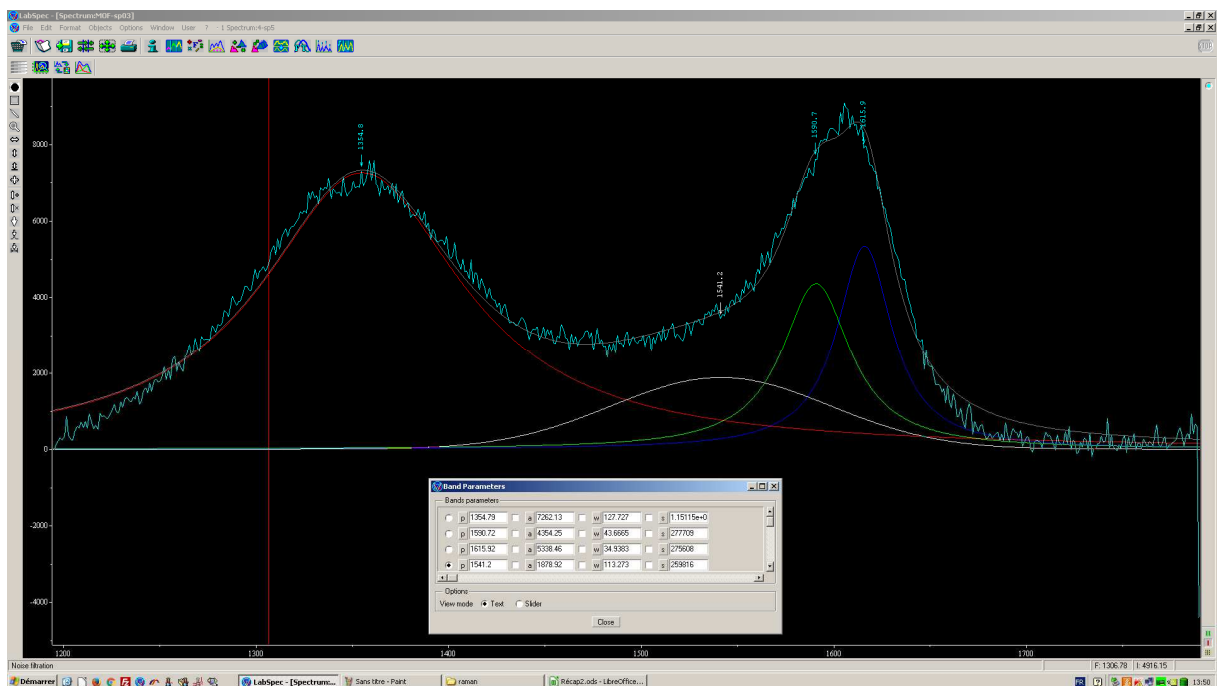 LabSpec - [Spectrum:MOF-sp03]
File Edit Format Objects Options Window User ? · I Spectrum:4-sp5
1354.8
1590.7
1615.9
1541.2
8000
6000
4000
2000
0
-2000
-4000
Band Parameters
Bands parameters
p 1354.79 a 7262.13 w 127.727 s 1.15115e+0
p 1590.72 a 4354.25 w 43.6665 s 277709
p 1615.92 a 5338.46 w 34.9383 s 275608
p 1541.2 a 1878.92 w 113.273 s 259816
Options
View mode Text Slider
Close
1200 1300 1400 1500 1600 1700
Noise filtration F: 1306.78 I: 4916.15
Démarrer LabSpec - [Spectrum:... Sans titre - Paint raman Récap2.ods - LibreOffice... FR 13:50